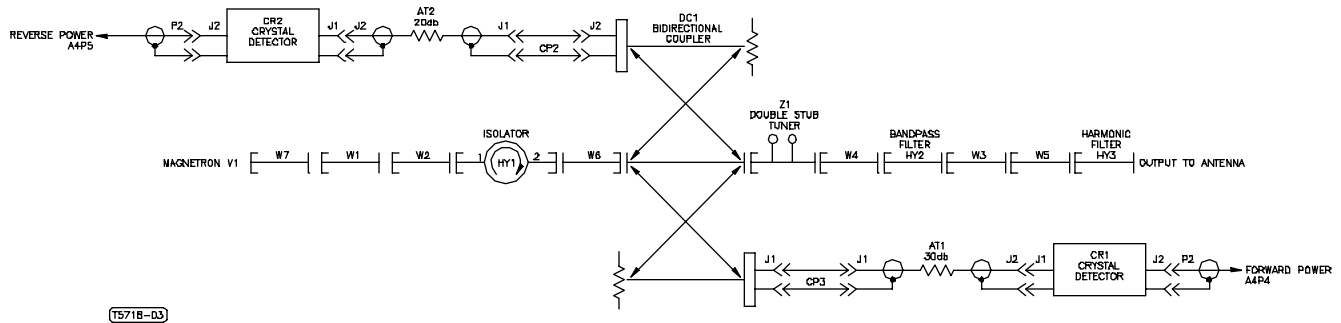 REVERSE POWER
A4P5
P2
J2
CR2
CRYSTAL
DETECTOR
J1
J2
AT2
20db
J1
J2
CP2
DC1
BIDIRECTIONAL
COUPLER
MAGNETRON V1
W7
W1
W2
ISOLATOR
1
HY1
2
W6
Z1
DOUBLE STUB
TUNER
W4
BANDPASS
FILTER
HY2
W3
W5
HARMONIC
FILTER
HY3
OUTPUT TO ANTENNA
J1
J1
CP3
AT1
30db
J2
J1
CR1
CRYSTAL
DETECTOR
J2
P2
FORWARD POWER
A4P4
T5718-D3